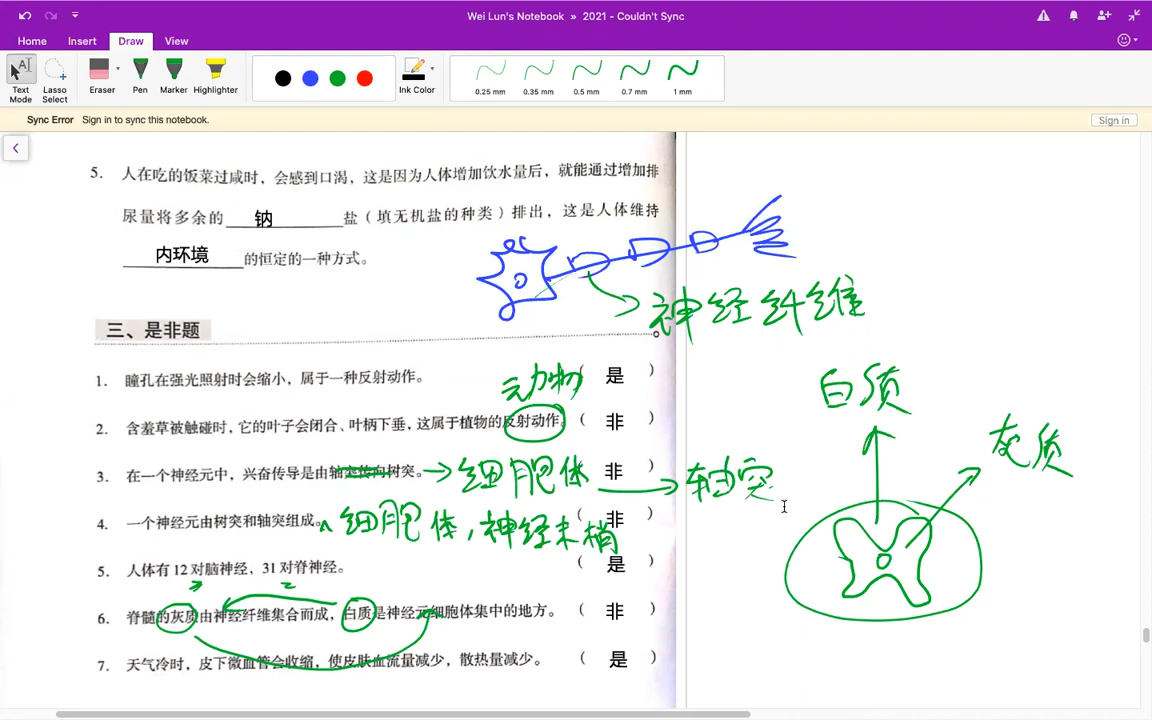 Wei Lun's Notebook » 2021 - Couldn't Sync
Home Insert Draw View
Text Mode
Lasso Select
Eraser
Pen
Marker
Highlighter
Ink Color
0.25 mm 0.35 mm 0.5 mm 0.7 mm 1 mm
Sync Error Sign in to sync this notebook.
Sign in
5. 人在吃的饭菜过咸时，会感到口渴，这是因为人体增加饮水量后，就能通过增加排
尿量将多余的 钠 盐（填无机盐的种类）排出，这是人体维持
内环境 的恒定的一种方式。
神经纤维
三、是非题
白质
灰质
动物
1. 瞳孔在强光照射时会缩小，属于一种反射动作。 （ 是 ）
2. 含羞草被触碰时，它的叶子会闭合、叶柄下垂，这属于植物的反射动作。 （ 非 ）
3. 在一个神经元中，兴奋传导是由轴突传向树突。 → 细胞体 （ 非 ） → 轴突
4. 一个神经元由树突和轴突组成。 细胞体，神经末梢 （ 非 ）
5. 人体有 12 对脑神经、31 对脊神经。 （ 是 ）
6. 脊髓的灰质由神经纤维集合而成，白质是神经元细胞体集中的地方。 （ 非 ）
7. 天气冷时，皮下微血管会收缩，使皮肤血流量减少，散热量减少。 （ 是 ）